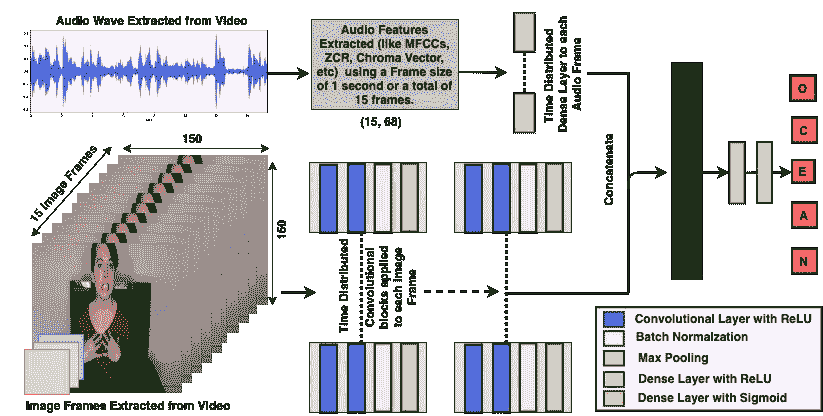 Audio Wave Extracted from Video
Audio Features
Extracted (like MFCCs,
ZCR, Chroma Vector,
etc) using a Frame size
of 1 second or a total of
15 frames.
(15, 68)
Time Distributed
Dense Layer to each
Audio Frame
150
15 Image Frames
150
Time Distributed
Convolutional
blocks applied
to each Image
Frame
Image Frames Extracted from Video
Concatenate
O
C
E
A
N
Convolutional Layer with ReLU
Batch Normalzation
Max Pooling
Dense Layer with ReLU
Dense Layer with Sigmoid